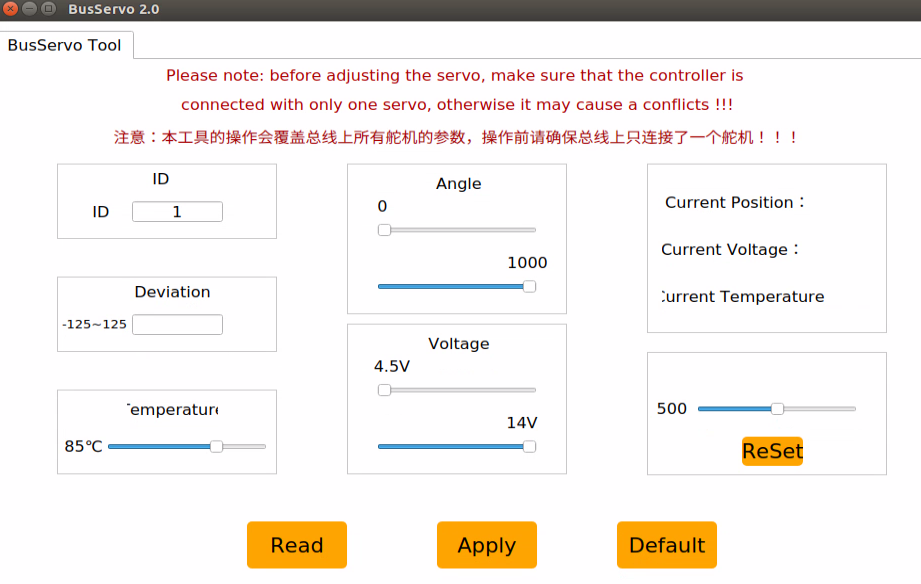 BusServo 2.0
BusServo Tool
Please note: before adjusting the servo, make sure that the controller is
connected with only one servo, otherwise it may cause a conflicts !!!
注意：本工具的操作会覆盖总线上所有舵机的参数，操作前请确保总线上只连接了一个舵机！！！
ID
ID 1
Deviation
-125~125
Temperature
85℃
Angle
0
1000
Voltage
4.5V
14V
Current Position：
Current Voltage：
Current Temperature
500
ReSet
Read Apply Default